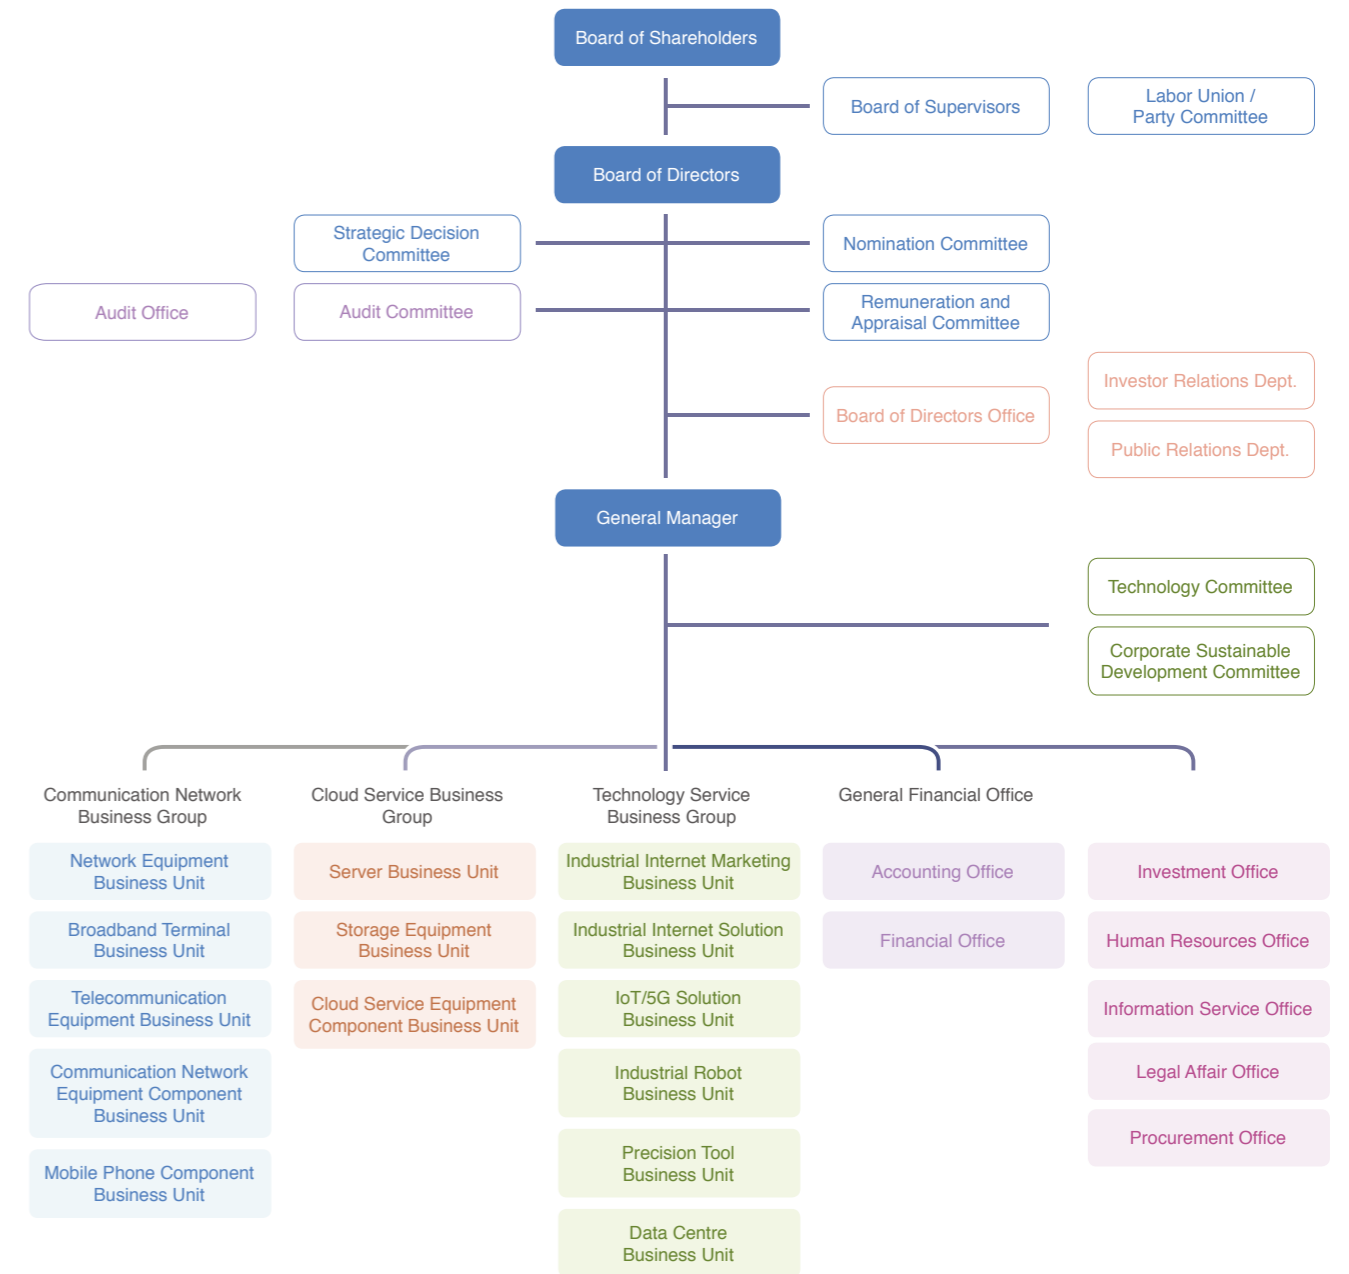 Board of Shareholders
Board of Supervisors
Labor Union /
Party Committee
Board of Directors
Strategic Decision
Committee
Nomination Committee
Audit Office
Audit Committee
Remuneration and
Appraisal Committee
Investor Relations Dept.
Board of Directors Office
Public Relations Dept.
General Manager
Technology Committee
Corporate Sustainable
Development Committee
Communication Network
Business Group
Network Equipment
Business Unit
Broadband Terminal
Business Unit
Telecommunication
Equipment Business Unit
Communication Network
Equipment Component
Business Unit
Mobile Phone Component
Business Unit
Cloud Service Business
Group
Server Business Unit
Storage Equipment
Business Unit
Cloud Service Equipment
Component Business Unit
Technology Service
Business Group
Industrial Internet Marketing
Business Unit
Industrial Internet Solution
Business Unit
IoT/5G Solution
Business Unit
Industrial Robot
Business Unit
Precision Tool
Business Unit
Data Centre
Business Unit
General Financial Office
Accounting Office
Financial Office
Investment Office
Human Resources Office
Information Service Office
Legal Affair Office
Procurement Office